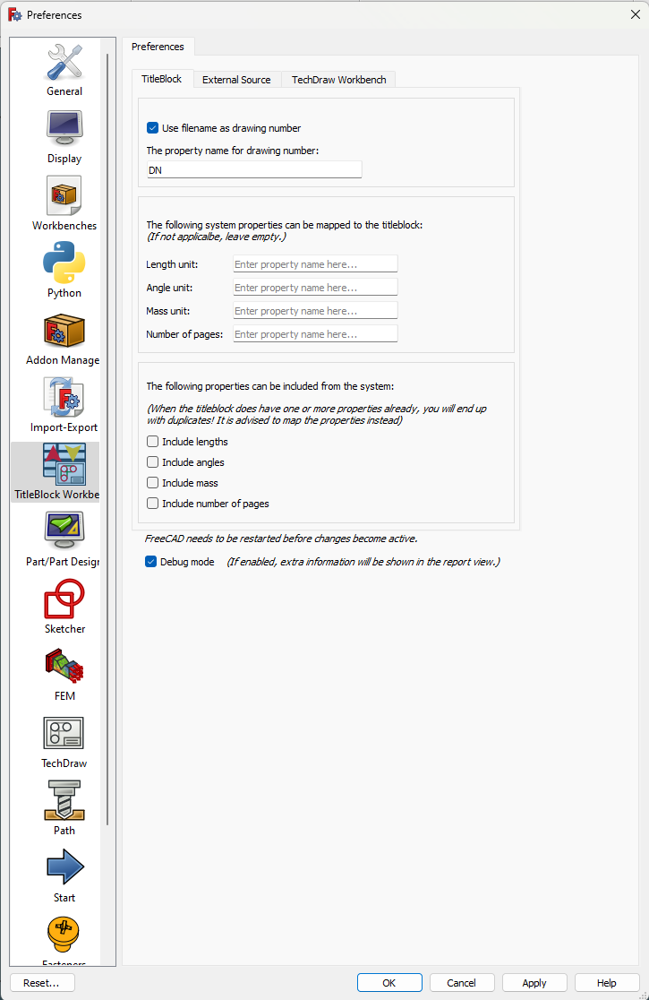 Preferences
General
Display
Workbenches
Python
Addon Manage
Import-Export
TitleBlock Workbe
Part/Part Design
Sketcher
FEM
TechDraw
Path
Start
Fasteners
Preferences
TitleBlock
External Source
TechDraw Workbench
Use filename as drawing number
The property name for drawing number:
DN
The following system properties can be mapped to the titleblock:
(If not applicalbe, leave empty.)
Length unit: Enter property name here...
Angle unit: Enter property name here...
Mass unit: Enter property name here...
Number of pages: Enter property name here...
The following properties can be included from the system:
(When the titleblock does have one or more properties already, you will end up
with duplicates! It is advised to map the properties instead)
Include lengths
Include angles
Include mass
Include number of pages
FreeCAD needs to be restarted before changes become active.
Debug mode (If enabled, extra information will be shown in the report view.)
Reset...
OK
Cancel
Apply
Help